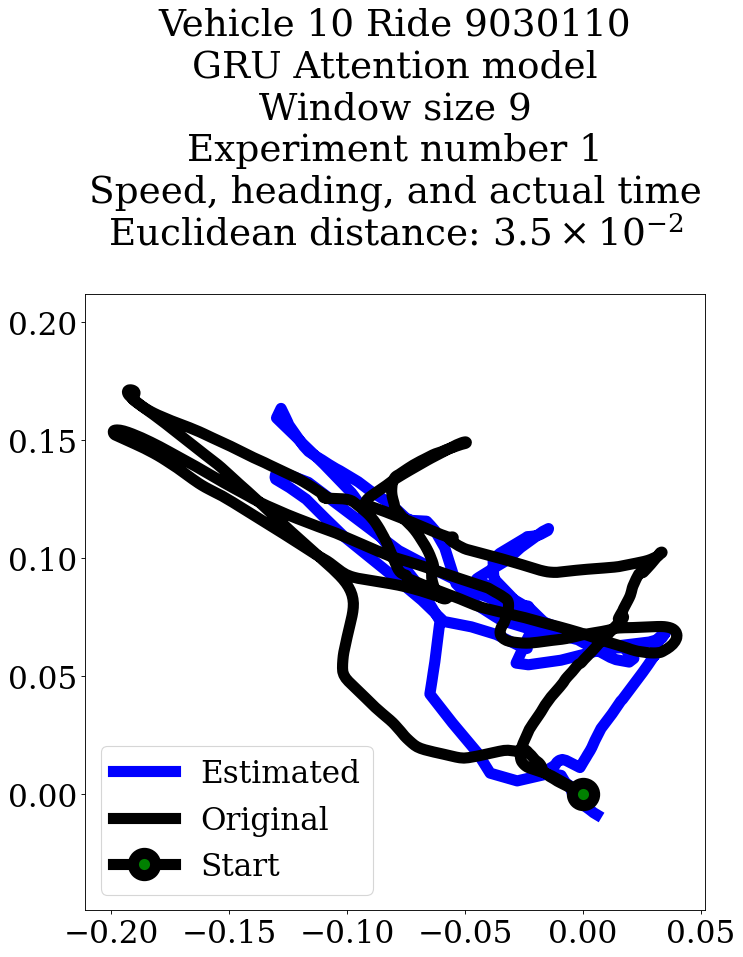 Vehicle 10 Ride 9030110
GRU Attention model
Window size 9
Experiment number 1
Speed, heading, and actual time
Euclidean distance: 3.5 × 10⁻²
0.20
0.15
0.10
0.05
0.00
Estimated
Original
Start
−0.20 −0.15 −0.10 −0.05 0.00 0.05